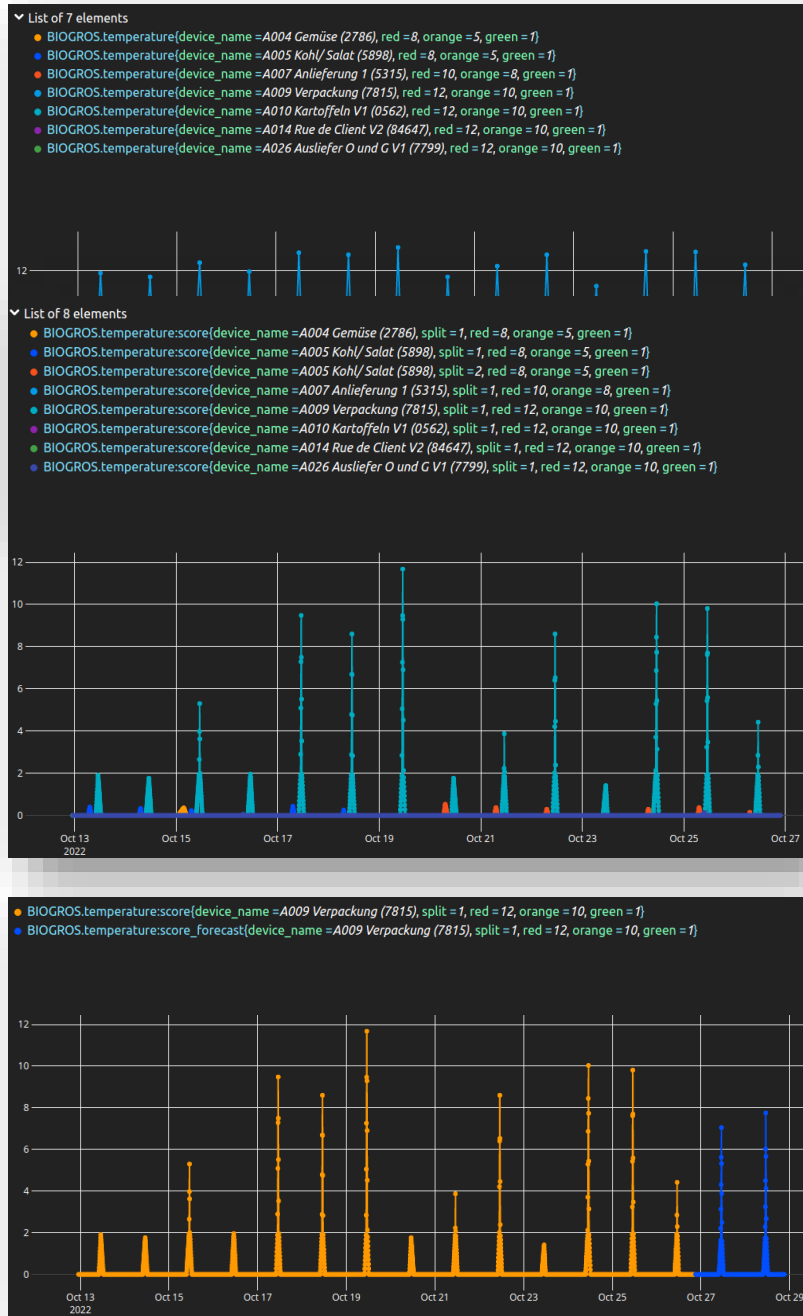 List of 7 elements
BIOGROS.temperature{device_name =A004 Gemüse (2786), red =8, orange =5, green =1}
BIOGROS.temperature{device_name =A005 Kohl/ Salat (5898), red =8, orange =5, green =1}
BIOGROS.temperature{device_name =A007 Anlieferung 1 (5315), red =10, orange =8, green =1}
BIOGROS.temperature{device_name =A009 Verpackung (7815), red =12, orange =10, green =1}
BIOGROS.temperature{device_name =A010 Kartoffeln V1 (0562), red =12, orange =10, green =1}
BIOGROS.temperature{device_name =A014 Rue de Client V2 (84647), red =12, orange =10, green =1}
BIOGROS.temperature{device_name =A026 Ausliefer O und G V1 (7799), red =12, orange =10, green =1}
12
List of 8 elements
BIOGROS.temperature:score{device_name =A004 Gemüse (2786), split =1, red =8, orange =5, green =1}
BIOGROS.temperature:score{device_name =A005 Kohl/ Salat (5898), split =1, red =8, orange =5, green =1}
BIOGROS.temperature:score{device_name =A005 Kohl/ Salat (5898), split =2, red =8, orange =5, green =1}
BIOGROS.temperature:score{device_name =A007 Anlieferung 1 (5315), split =1, red =10, orange =8, green =1}
BIOGROS.temperature:score{device_name =A009 Verpackung (7815), split =1, red =12, orange =10, green =1}
BIOGROS.temperature:score{device_name =A010 Kartoffeln V1 (0562), split =1, red =12, orange =10, green =1}
BIOGROS.temperature:score{device_name =A014 Rue de Client V2 (84647), split =1, red =12, orange =10, green =1}
BIOGROS.temperature:score{device_name =A026 Ausliefer O und G V1 (7799), split =1, red =12, orange =10, green =1}
12
10
8
6
4
2
0
Oct 13 Oct 15 Oct 17 Oct 19 Oct 21 Oct 23 Oct 25 Oct 27
2022
BIOGROS.temperature:score{device_name =A009 Verpackung (7815), split =1, red =12, orange =10, green =1}
BIOGROS.temperature:score_forecast{device_name =A009 Verpackung (7815), split =1, red =12, orange =10, green =1}
12
10
8
6
4
2
0
Oct 13 Oct 15 Oct 17 Oct 19 Oct 21 Oct 23 Oct 25 Oct 27 Oct 29
2022